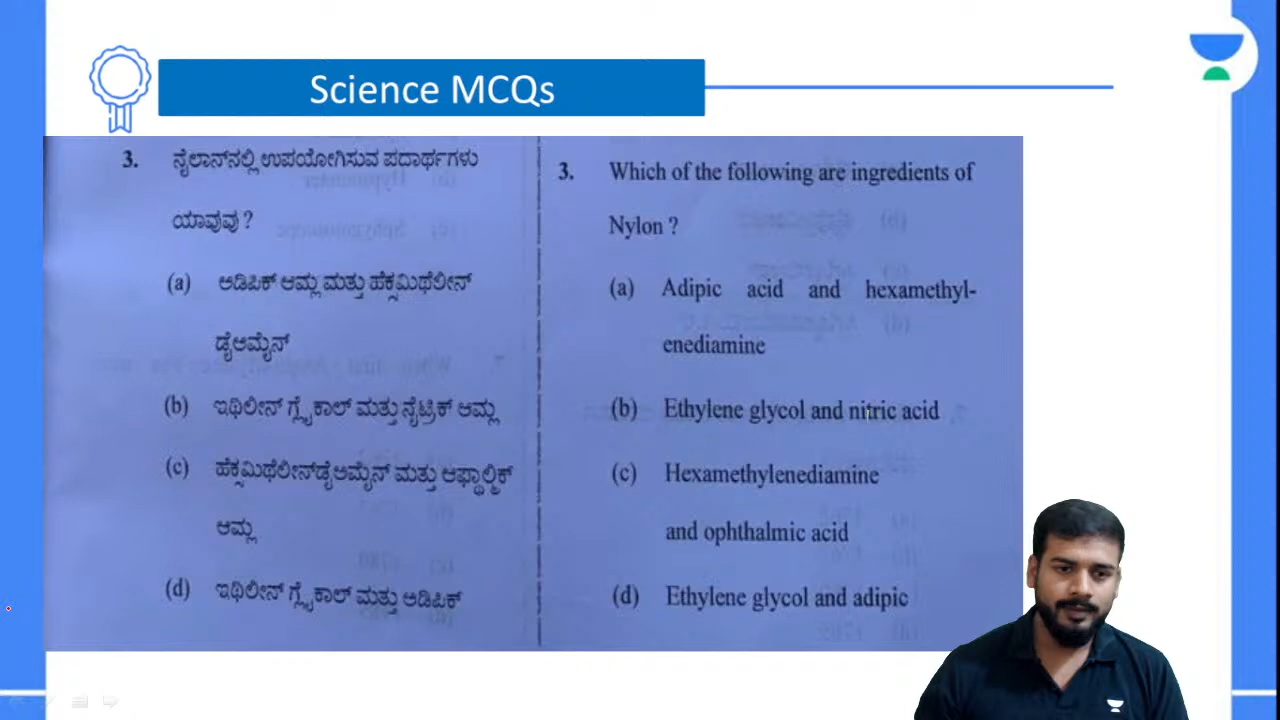 Science MCQs
3. ನೈಲಾನ್‌ನಲ್ಲಿ ಉಪಯೋಗಿಸುವ ಪದಾರ್ಥಗಳು
ಯಾವುವು ?
(a) ಅಡಿಪಿಕ್ ಆಮ್ಲ ಮತ್ತು ಹೆಕ್ಸಮಿಥೆಲೀನ್
ಡೈಅಮೈನ್
(b) ಇಥಿಲೀನ್ ಗ್ಲೈಕಾಲ್ ಮತ್ತು ನೈಟ್ರಿಕ್ ಆಮ್ಲ
(c) ಹೆಕ್ಸಮಿಥೆಲೀನ್‌ಡೈಅಮೈನ್ ಮತ್ತು ಆಫ್ಥಾಲ್ಮಿಕ್
ಆಮ್ಲ
(d) ಇಥಿಲೀನ್ ಗ್ಲೈಕಾಲ್ ಮತ್ತು ಅಡಿಪಿಕ್
3. Which of the following are ingredients of
Nylon ?
(a) Adipic acid and hexamethyl-
enediamine
(b) Ethylene glycol and nitric acid
(c) Hexamethylenediamine
and ophthalmic acid
(d) Ethylene glycol and adipic